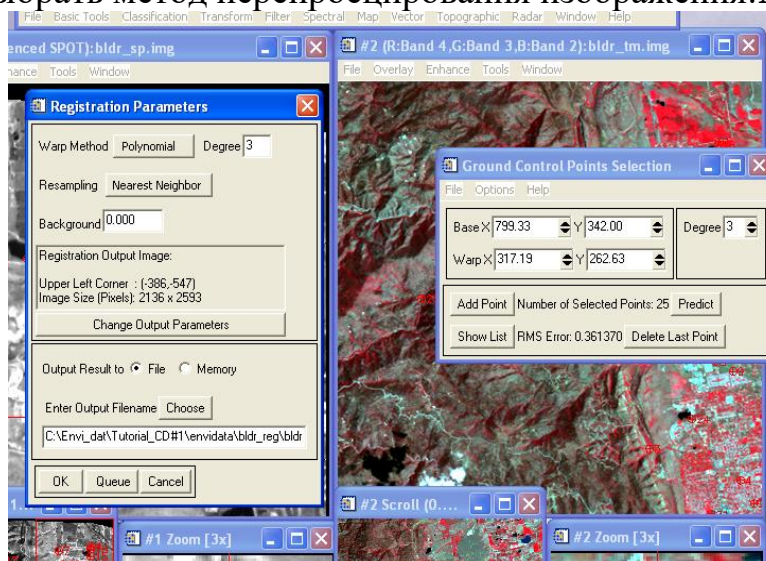 брать метод перепроецирования изображения.
File Basic Tools Classification Transform Filter Spectral Map Vector Topographic Radar Window Help
enced SPOT):bldr_sp.img
hance Tools Window
#2 (R:Band 4,G:Band 3,B:Band 2):bldr_tm.img
File Overlay Enhance Tools Window
Registration Parameters
Warp Method Polynomial Degree 3
Resampling Nearest Neighbor
Background 0.000
Registration Output Image:
Upper Left Corner : (-386,-547)
Image Size (Pixels): 2136 x 2593
Change Output Parameters
Output Result to File Memory
Enter Output Filename Choose
C:\Envi_dat\Tutorial_CD#1\envidata\bldr_reg\bldr
OK Queue Cancel
Ground Control Points Selection
File Options Help
Base X 799.33 Y 342.00 Degree 3
Warp X 317.19 Y 262.63
Add Point Number of Selected Points: 25 Predict
Show List RMS Error: 0.361370 Delete Last Point
#2 Scroll (0....
#1 Zoom [3x]
#2 Zoom [3x]